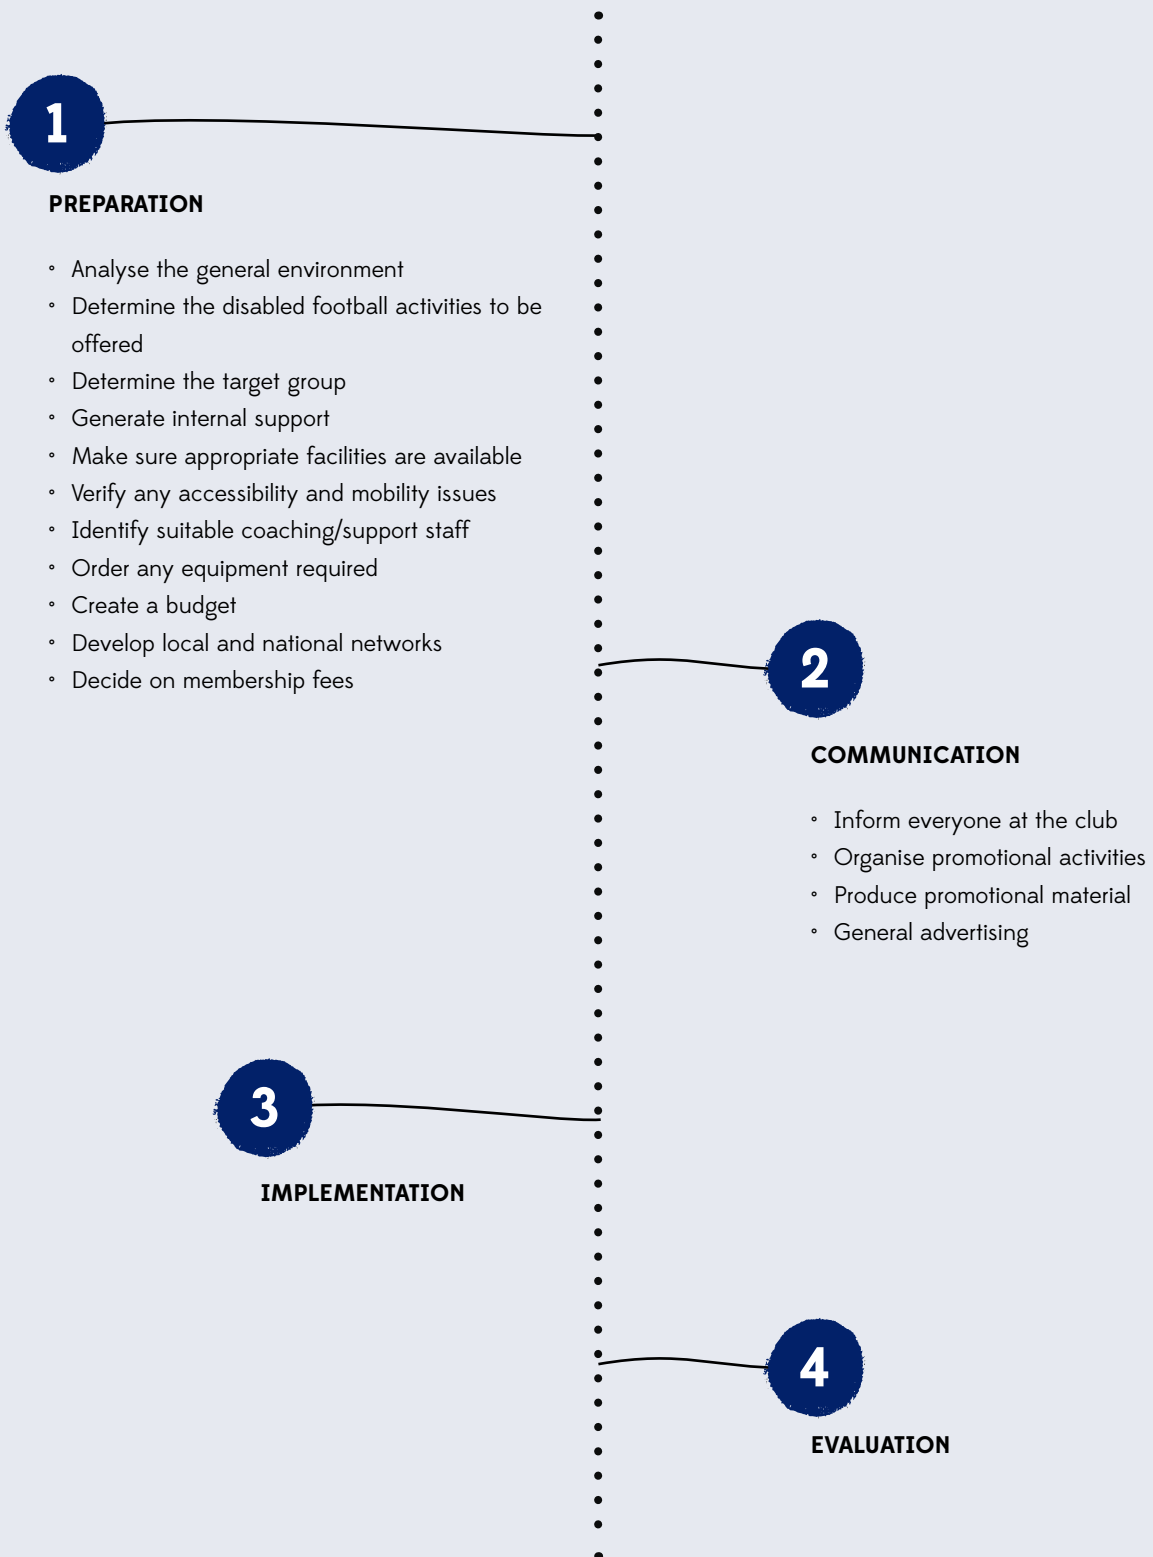 1
PREPARATION
◦ Analyse the general environment
◦ Determine the disabled football activities to be
offered
◦ Determine the target group
◦ Generate internal support
◦ Make sure appropriate facilities are available
◦ Verify any accessibility and mobility issues
◦ Identify suitable coaching/support staff
◦ Order any equipment required
◦ Create a budget
◦ Develop local and national networks
◦ Decide on membership fees
2
COMMUNICATION
◦ Inform everyone at the club
◦ Organise promotional activities
◦ Produce promotional material
◦ General advertising
3
IMPLEMENTATION
4
EVALUATION